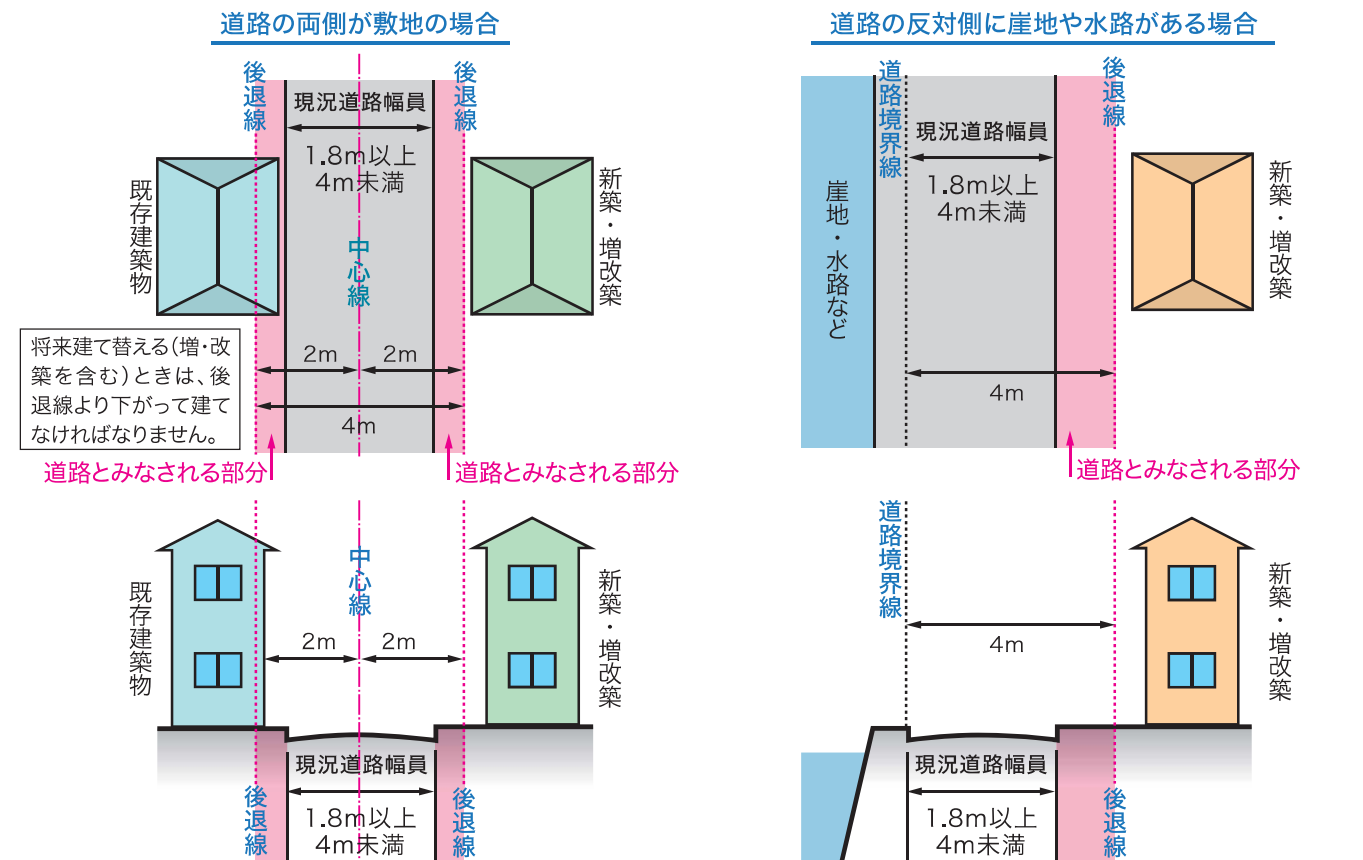 道路の両側が敷地の場合
後退線
後退線
現況道路幅員
1.8m以上
4m未満
既存建築物
新築・増改築
中心線
2m
2m
4m
将来建て替える(増・改
築を含む)ときは、後
退線より下がって建て
なければなりません。
道路とみなされる部分
道路とみなされる部分
中心線
既存建築物
新築・増改築
2m
2m
現況道路幅員
1.8m以上
4m未満
後退線
後退線
道路の反対側に崖地や水路がある場合
道路境界線
後退線
現況道路幅員
1.8m以上
4m未満
崖地・水路など
新築・増改築
4m
道路とみなされる部分
道路境界線
新築・増改築
4m
現況道路幅員
1.8m以上
4m未満
後退線